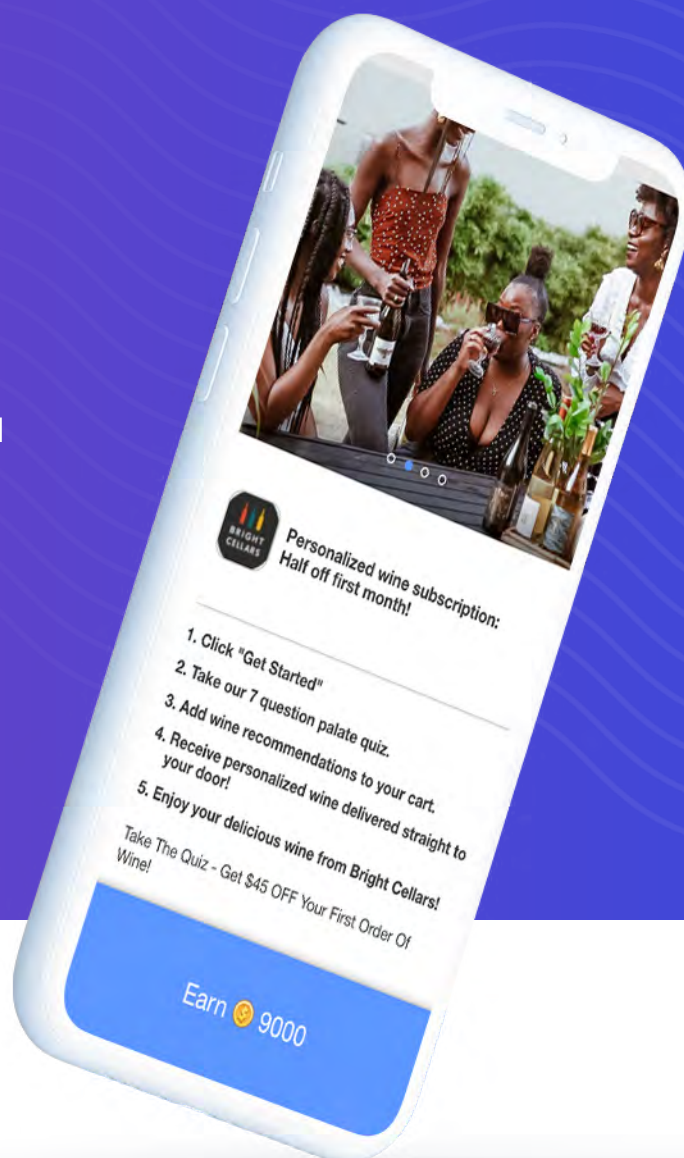 BRIGHT
CELLARS
Personalized wine subscription:
Half off first month!
1. Click "Get Started"
2. Take our 7 question palate quiz.
3. Add wine recommendations to your cart.
4. Receive personalized wine delivered straight to
your door!
5. Enjoy your delicious wine from Bright Cellars!
Take The Quiz - Get $45 OFF Your First Order Of
Wine!
Earn 9000